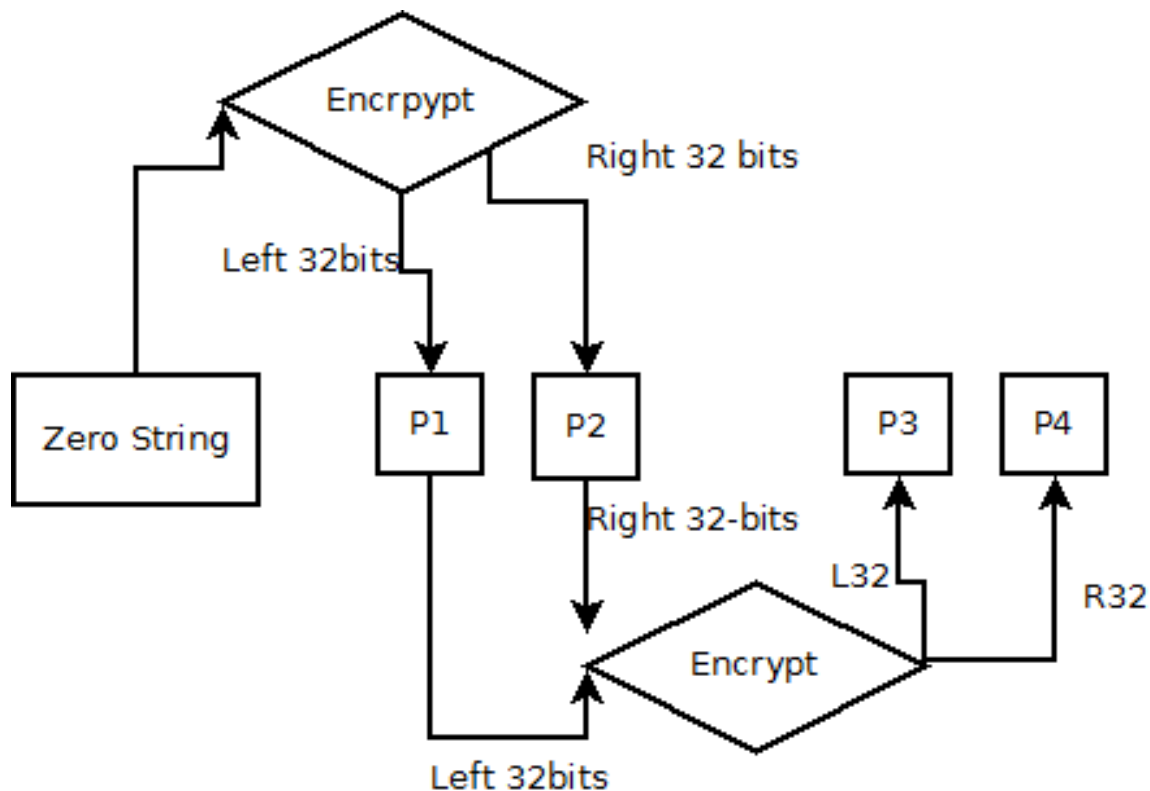 Encrpypt
Right 32 bits
Left 32bits
Zero String
P1
P2
P3
P4
Right 32-bits
L32
R32
Encrypt
Left 32bits